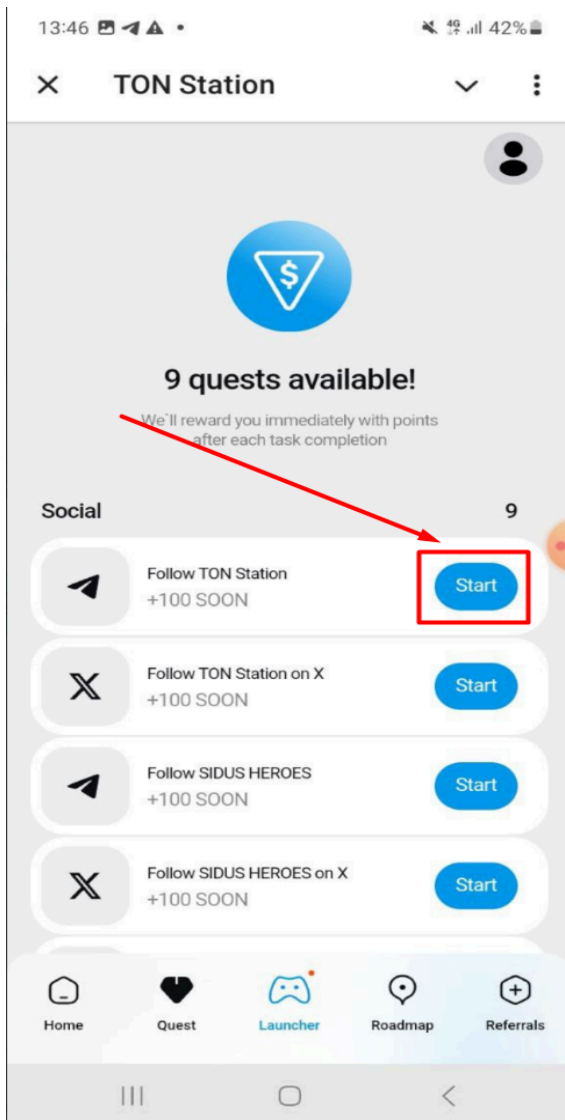 13:46 4G 42%
TON Station
$
9 quests available!
We`ll reward you immediately with points
after each task completion
Social 9
Follow TON Station
+100 SOON
Start
Follow TON Station on X
+100 SOON
Start
Follow SIDUS HEROES
+100 SOON
Start
Follow SIDUS HEROES on X
+100 SOON
Start
Home Quest Launcher Roadmap Referrals